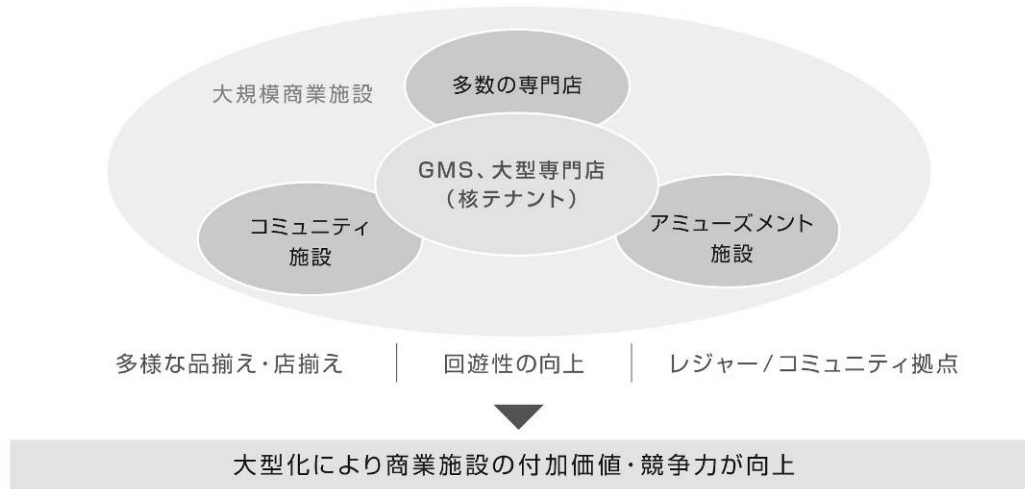 多数の専門店
大規模商業施設
GMS、大型専門店
（核テナント）
コミュニティ
施設
アミューズメント
施設
多様な品揃え・店揃え
回遊性の向上
レジャー/コミュニティ拠点
大型化により商業施設の付加価値・競争力が向上